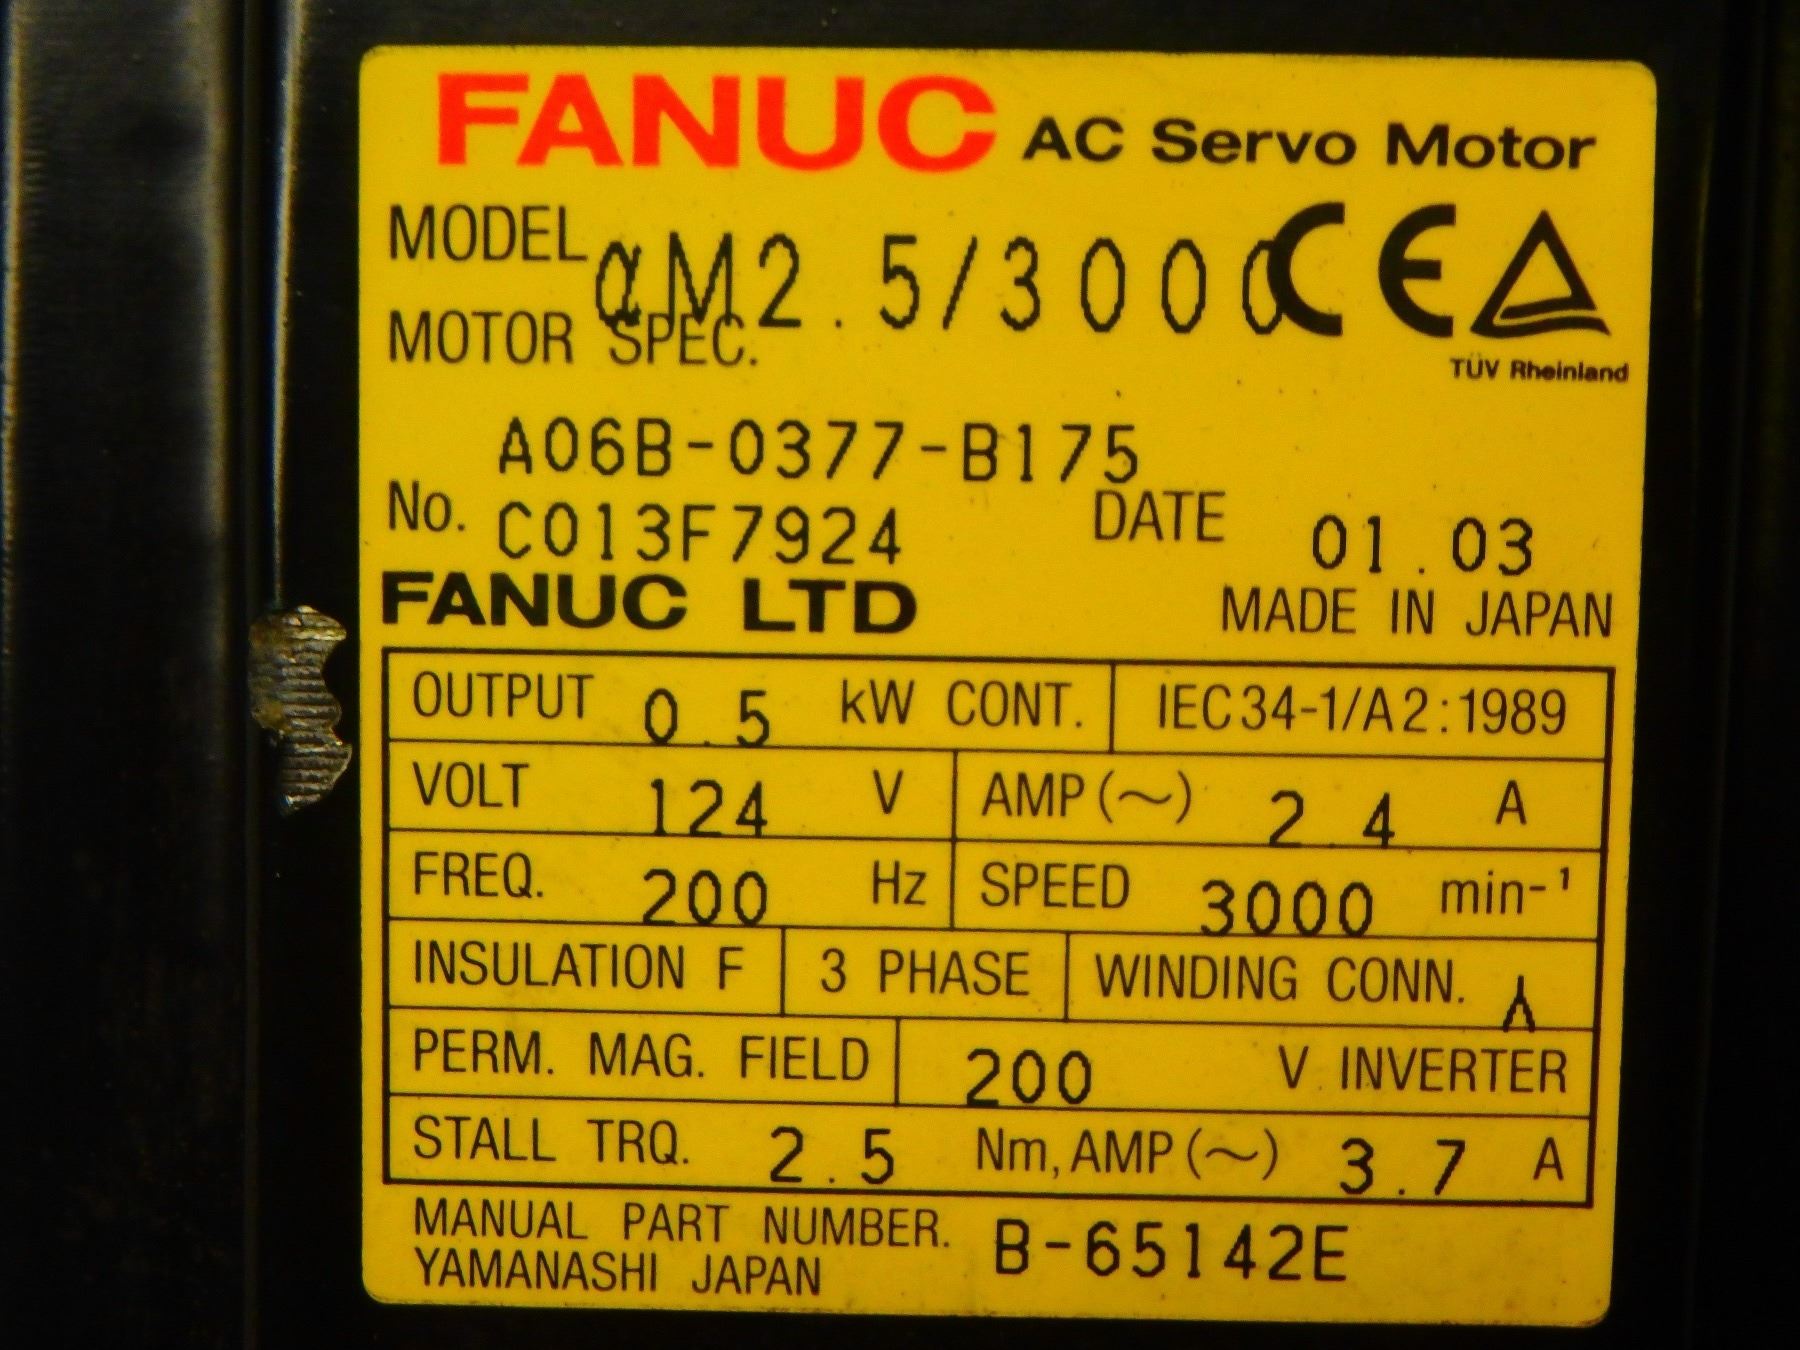 FANUC AC Servo Motor
MODEL αM2.5/3000 CE
MOTOR SPEC.
TÜV Rheinland
A06B-0377-B175
No. C013F7924 DATE 01.03
FANUC LTD MADE IN JAPAN
OUTPUT 0.5 kW CONT. IEC34-1/A2:1989
VOLT 124 V AMP(~) 2.4 A
FREQ. 200 Hz SPEED 3000 min-¹
INSULATION F 3 PHASE WINDING CONN. ⅄
PERM. MAG. FIELD 200 V INVERTER
STALL TRQ. 2.5 Nm, AMP(~) 3.7 A
MANUAL PART NUMBER. B-65142E
YAMANASHI JAPAN